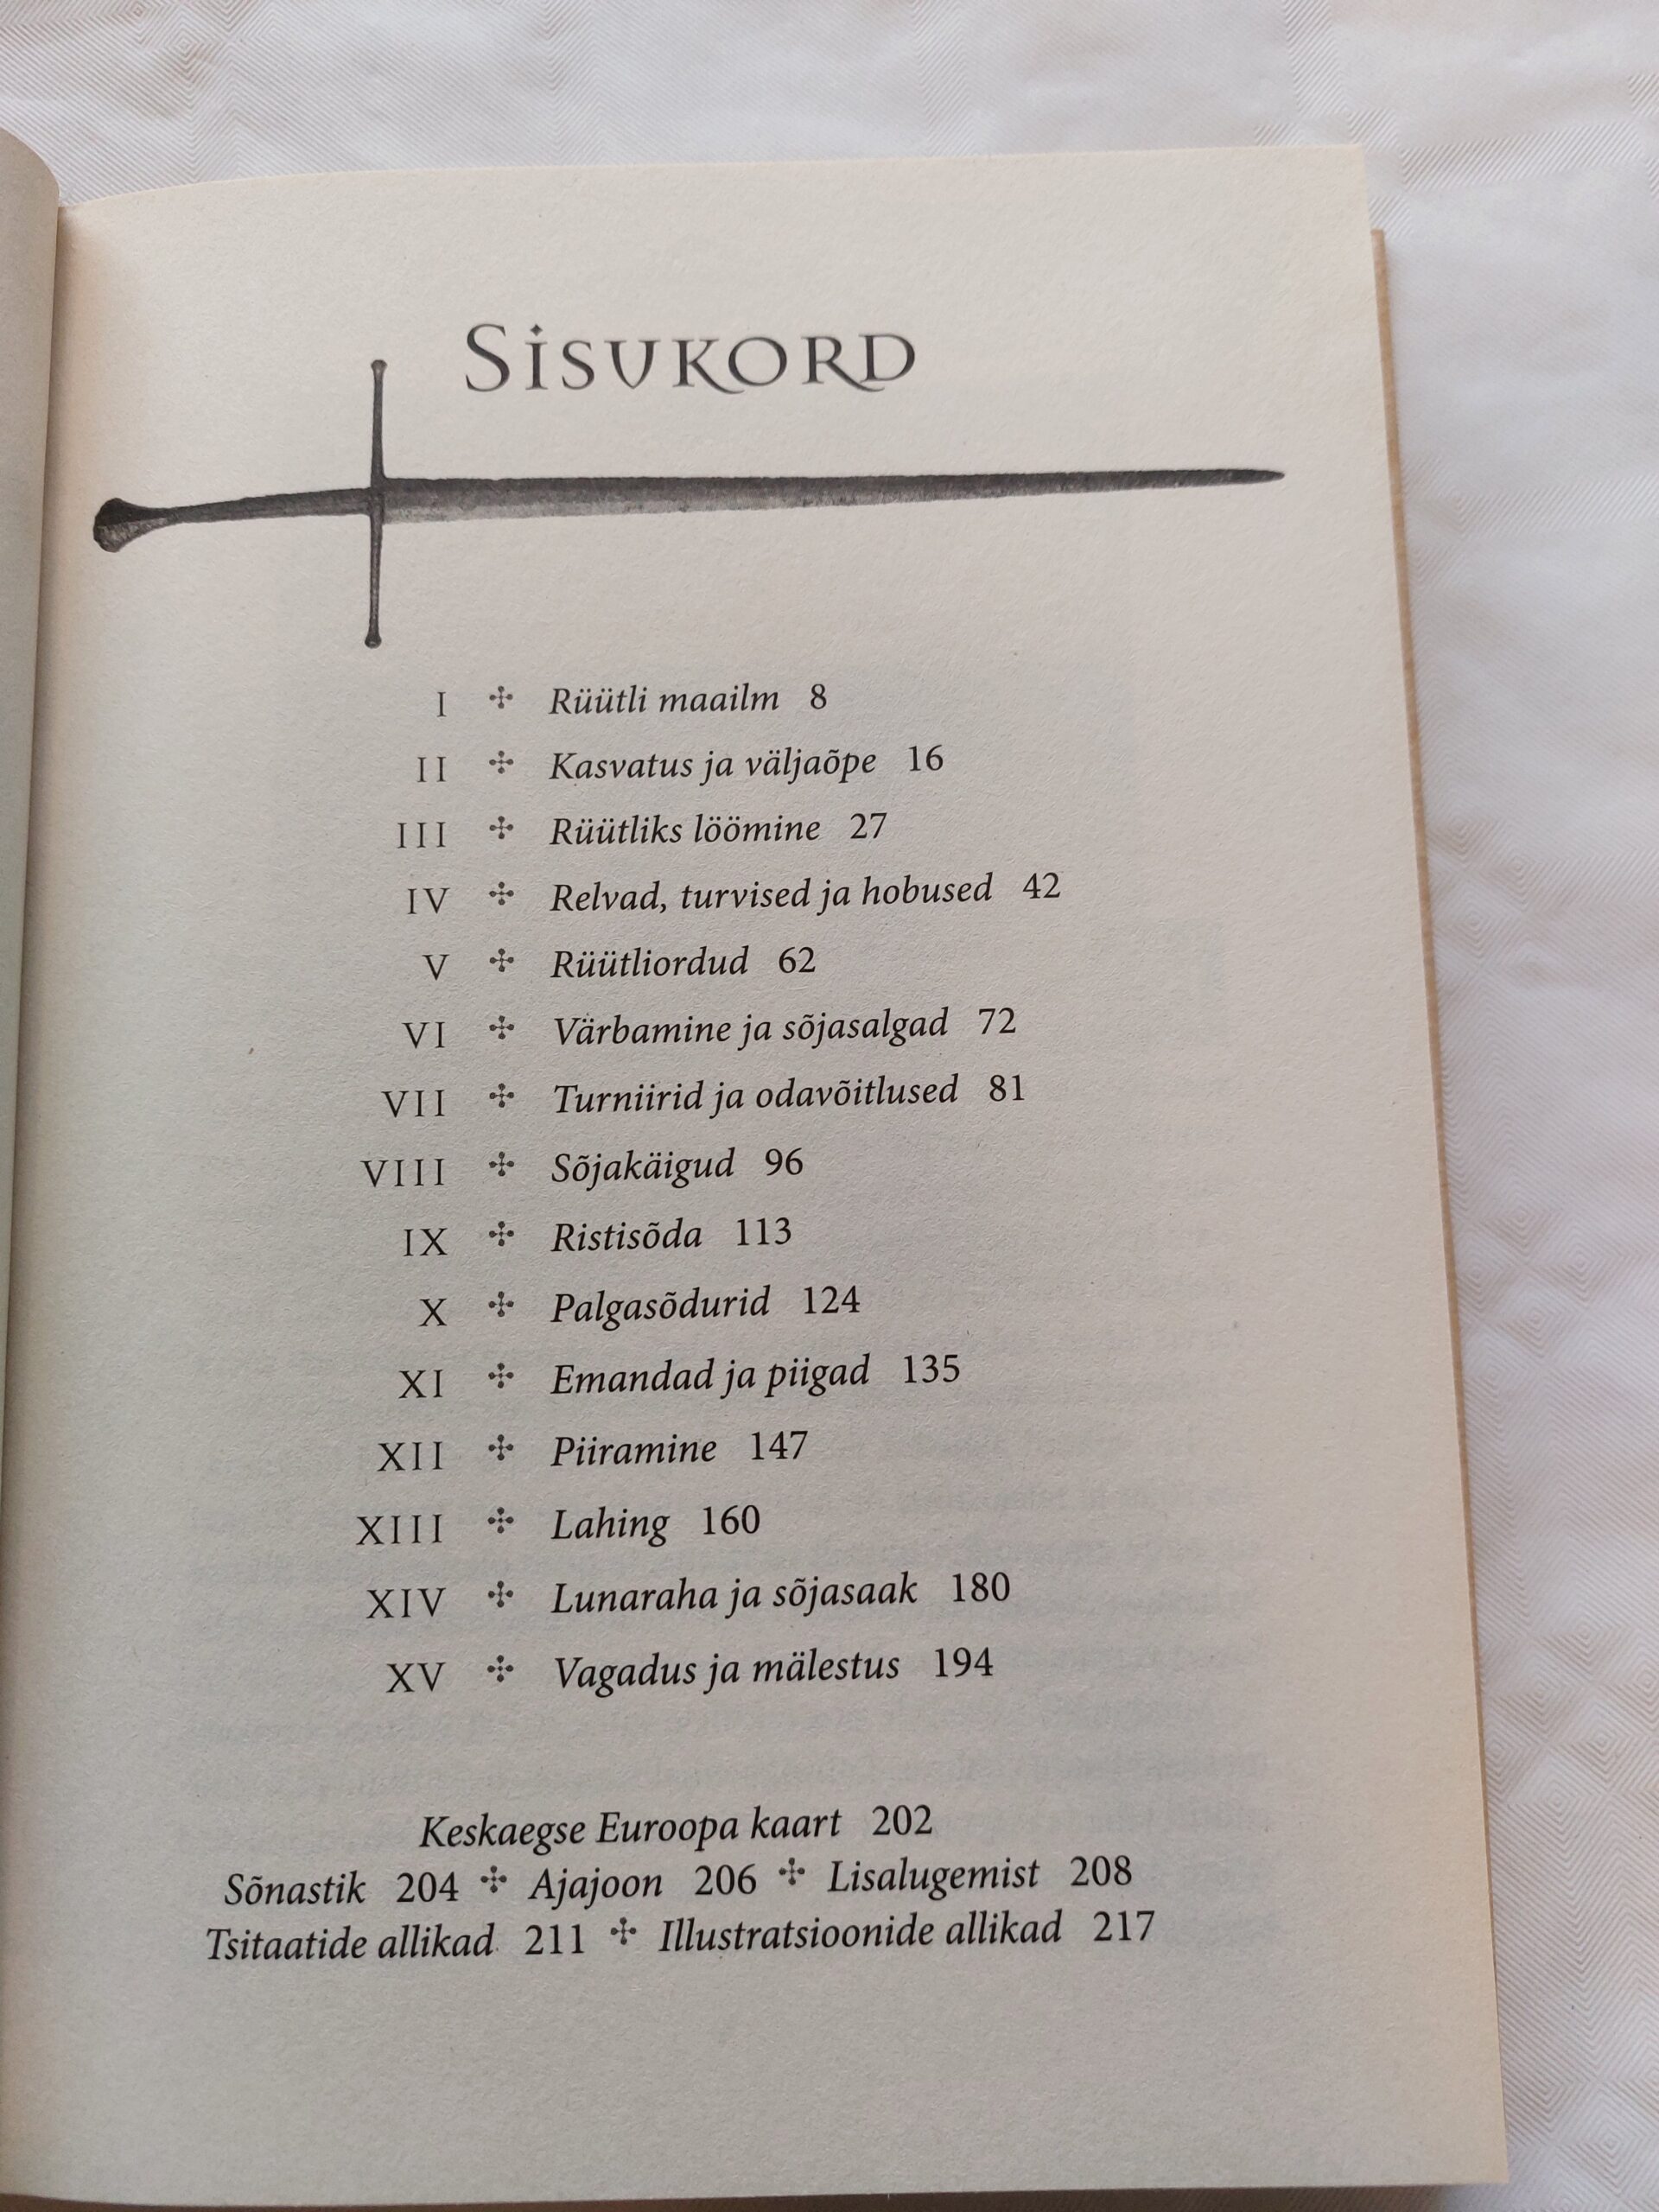 Sisukord
I ✣ Rüütli maailm 8
II ✣ Kasvatus ja väljaõpe 16
III ✣ Rüütliks löömine 27
IV ✣ Relvad, turvised ja hobused 42
V ✣ Rüütliordud 62
VI ✣ Värbamine ja sõjasalgad 72
VII ✣ Turniirid ja odavõitlused 81
VIII ✣ Sõjakäigud 96
IX ✣ Ristisõda 113
X ✣ Palgasõdurid 124
XI ✣ Emandad ja piigad 135
XII ✣ Piiramine 147
XIII ✣ Lahing 160
XIV ✣ Lunaraha ja sõjasaak 180
XV ✣ Vagadus ja mälestus 194
Keskaegse Euroopa kaart 202
Sõnastik 204 ✣ Ajajoon 206 ✣ Lisalugemist 208
Tsitaatide allikad 211 ✣ Illustratsioonide allikad 217